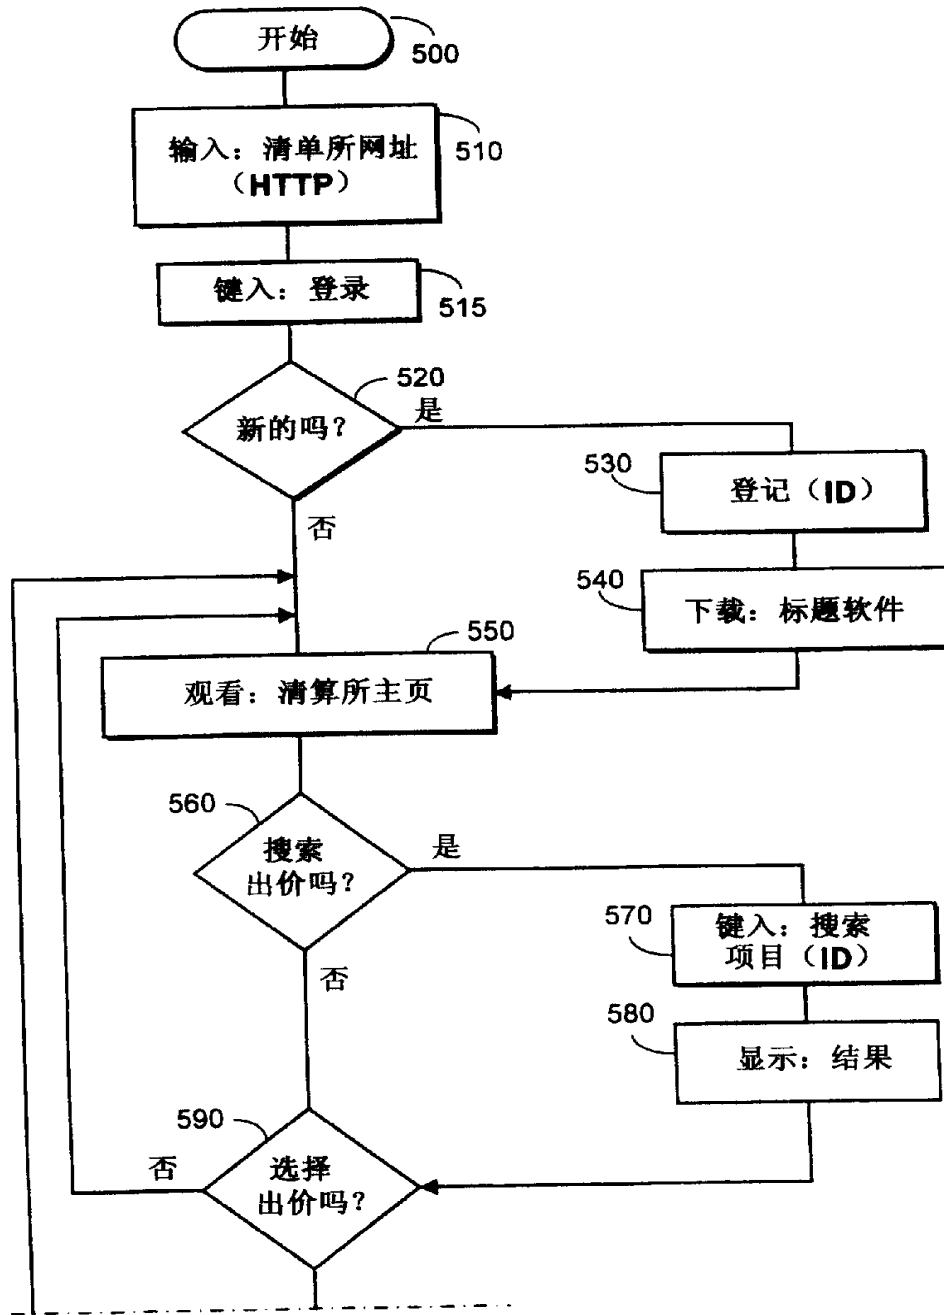 开始
500
输入：清单所网址
（HTTP）
510
键入：登录
515
520
新的吗？
是
530
登记（ID）
否
540
下载：标题软件
550
观看：清算所主页
560
搜索
出价吗？
是
570
键入：搜索
项目（ID）
否
580
显示：结果
590
否
选择
出价吗？